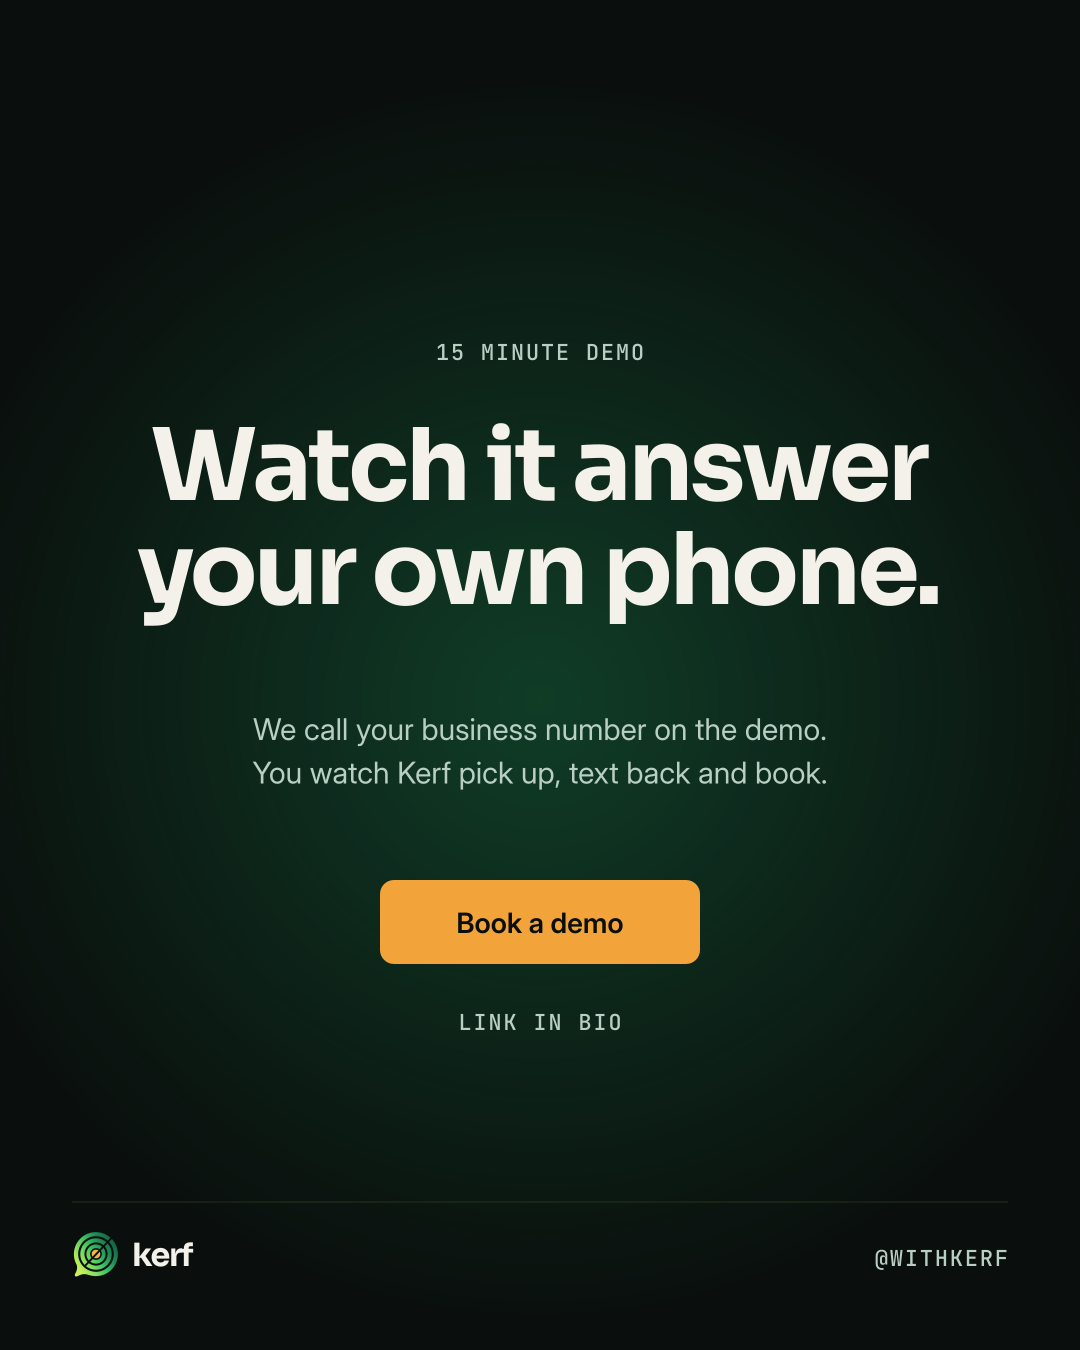 15 MINUTE DEMO
Watch it answer
your own phone.
We call your business number on the demo.
You watch Kerf pick up, text back and book.
Book a demo
LINK IN BIO
kerf
@WITHKERF